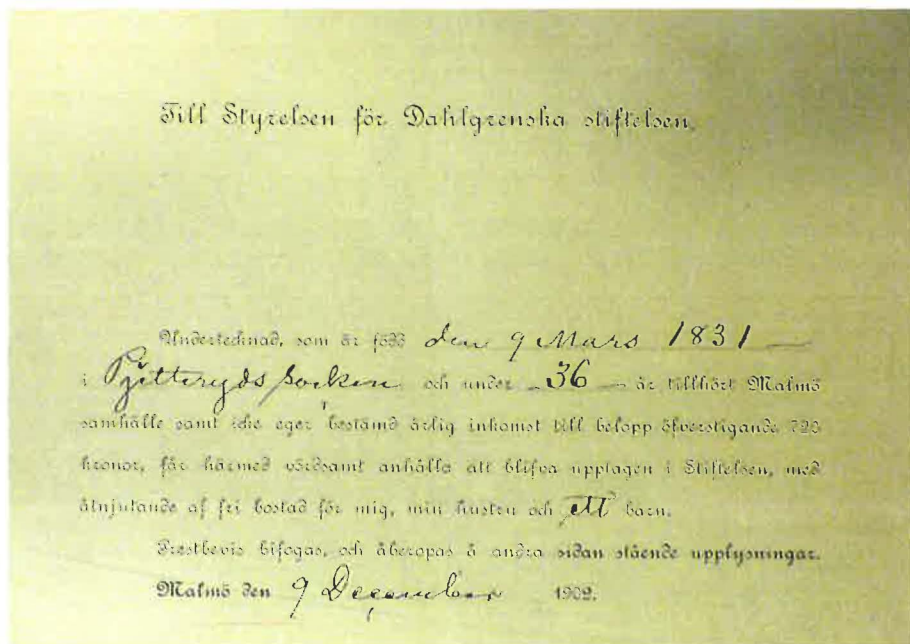 Till Styrelsen för Dahlgrenska stiftelsen.
Undertecknad, som är född den 9 Mars 1831
i Pjetteryds socken och under 36 år tillhört Malmö
samhälle samt icke eger bestämd årlig inkomst till belopp öfverstigande 720
kronor, får härmed vördsamt anhålla att blifva upptagen i Stiftelsen, med
åtnjutande af fri bostad för mig, min hustru och ett barn.
Prestbevis bifogas, och åberopas å andra sidan stående upplysningar.
Malmö den 9 December 1902.